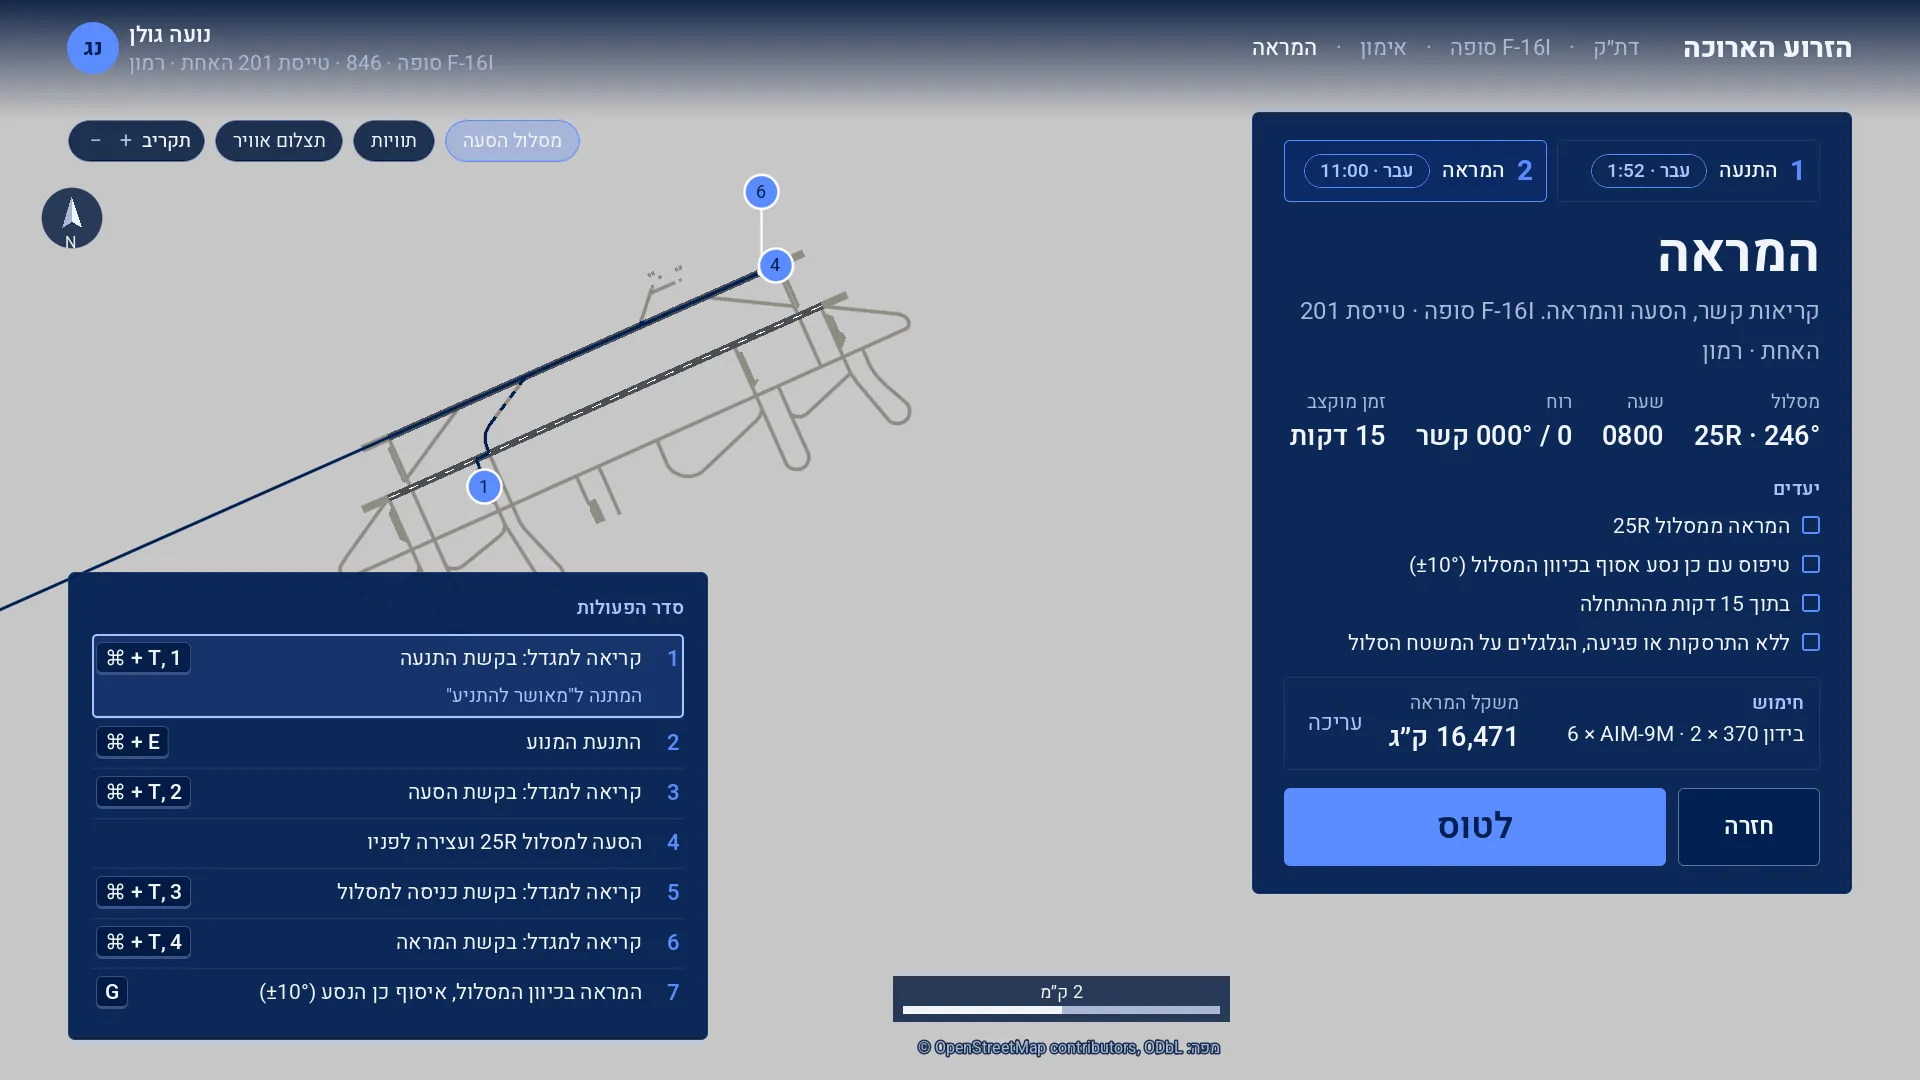 הזרוע הארוכה
דת״ק · F-16I סופה · אימון · המראה
נועה גולן
F-16I סופה · 846 · טייסת 201 האחת · רמון
נג
מסלול הסעה
תוויות
תצלום אוויר
תקריב + −
N
6
4
1
1 התנעה עבר · 1:52
2 המראה עבר · 11:00
המראה
קריאות קשר, הסעה והמראה. F-16I סופה · טייסת 201
האחת · רמון
מסלול
25R · 246°
שעה
0800
רוח
000° / 0 קשר
זמן מוקצב
15 דקות
יעדים
המראה ממסלול 25R
טיפוס עם כן נסע אסוף בכיוון המסלול (±10°)
בתוך 15 דקות מההתחלה
ללא התרסקות או פגיעה, הגלגלים על המשטח הסלול
חימוש
6 × AIM-9M · 2 × 370 בידון
משקל המראה
16,471 ק״ג
עריכה
חזרה
לטוס
סדר הפעולות
1 קריאה למגדל: בקשת התנעה ⌘ + T, 1
המתנה ל"מאושר להתניע"
2 התנעת המנוע ⌘ + E
3 קריאה למגדל: בקשת הסעה ⌘ + T, 2
4 הסעה למסלול 25R ועצירה לפניו
5 קריאה למגדל: בקשת כניסה למסלול ⌘ + T, 3
6 קריאה למגדל: בקשת המראה ⌘ + T, 4
7 המראה בכיוון המסלול, איסוף כן הנסע (±10°) G
2 ק״מ
מפה: © OpenStreetMap contributors, ODbL